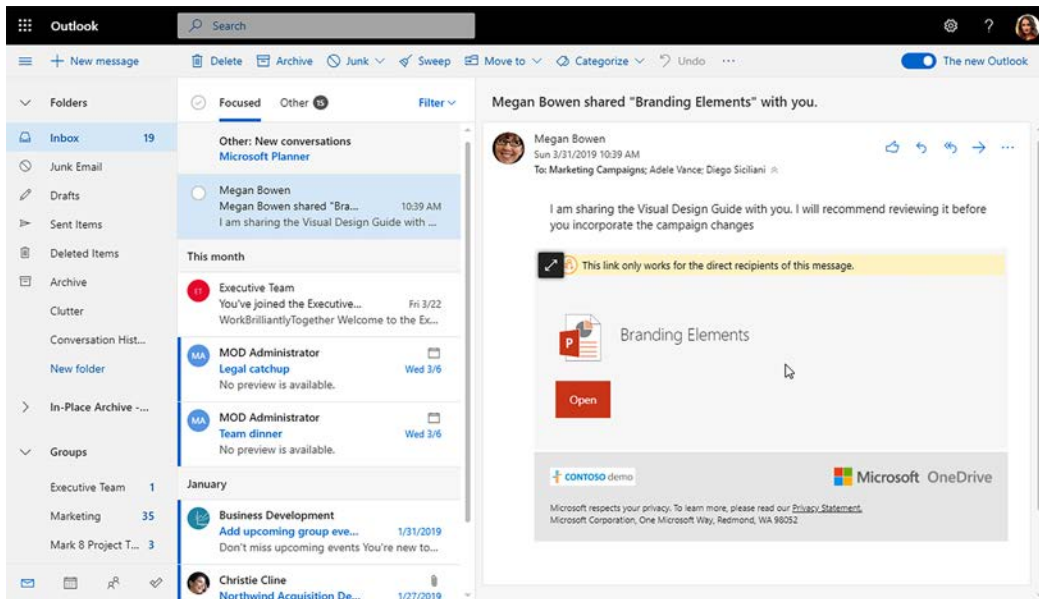 Outlook
Search
New message
Delete
Archive
Junk
Sweep
Move to
Categorize
Undo
The new Outlook
Folders
Inbox 19
Junk Email
Drafts
Sent Items
Deleted Items
Archive
Clutter
Conversation Hist...
New folder
In-Place Archive -...
Groups
Executive Team 1
Marketing 35
Mark 8 Project T... 3
Focused
Other 15
Filter
Other: New conversations
Microsoft Planner
Megan Bowen
Megan Bowen shared "Bra... 10:39 AM
I am sharing the Visual Design Guide with ...
This month
ET
Executive Team
You've joined the Executive... Fri 3/22
WorkBrilliantlyTogether Welcome to the Ex...
MA
MOD Administrator
Legal catchup Wed 3/6
No preview is available.
MA
MOD Administrator
Team dinner Wed 3/6
No preview is available.
January
Business Development
Add upcoming group eve... 1/31/2019
Don't miss upcoming events You're new to...
Christie Cline
Northwind Acquisition De... 1/27/2019
Megan Bowen shared "Branding Elements" with you.
Megan Bowen
Sun 3/31/2019 10:39 AM
To: Marketing Campaigns; Adele Vance; Diego Siciliani
I am sharing the Visual Design Guide with you. I will recommend reviewing it before
you incorporate the campaign changes
This link only works for the direct recipients of this message.
P
Branding Elements
Open
CONTOSO demo
Microsoft OneDrive
Microsoft respects your privacy. To learn more, please read our Privacy Statement.
Microsoft Corporation, One Microsoft Way, Redmond, WA 98052